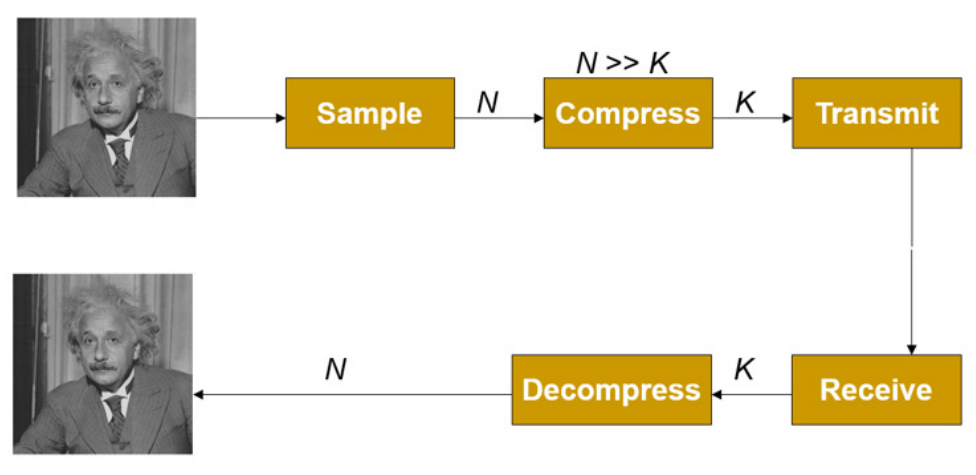 N >> K
Sample
N
Compress
K
Transmit
N
Decompress
K
Receive